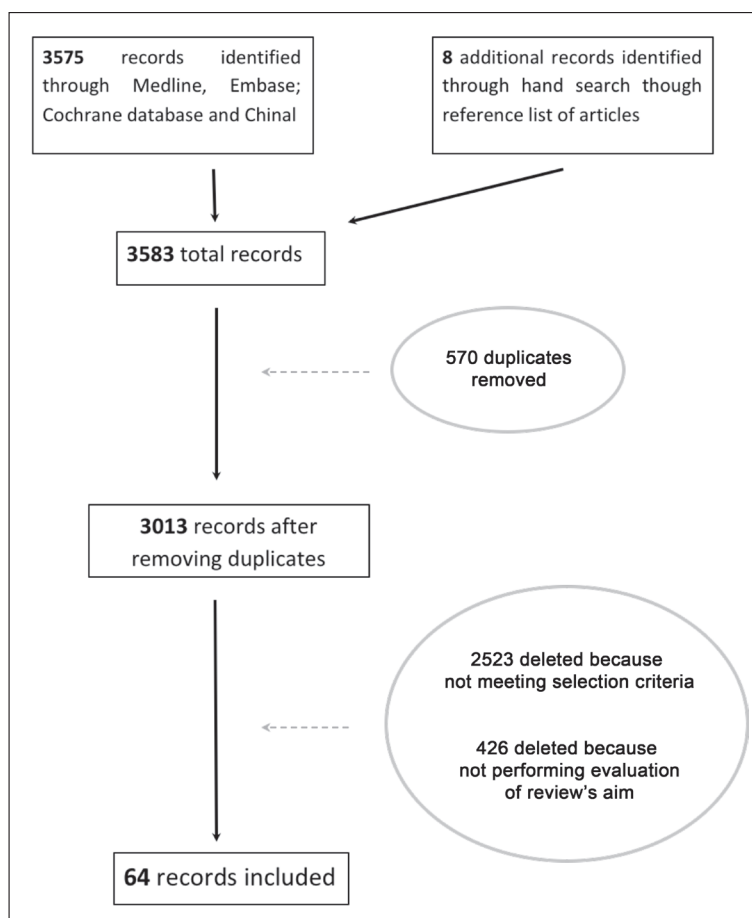 3575 records identified
through Medline, Embase;
Cochrane database and Chinal
8 additional records identified
through hand search though
reference list of articles
3583 total records
570 duplicates
removed
3013 records after
removing duplicates
2523 deleted because
not meeting selection criteria
426 deleted because
not performing evaluation
of review's aim
64 records included